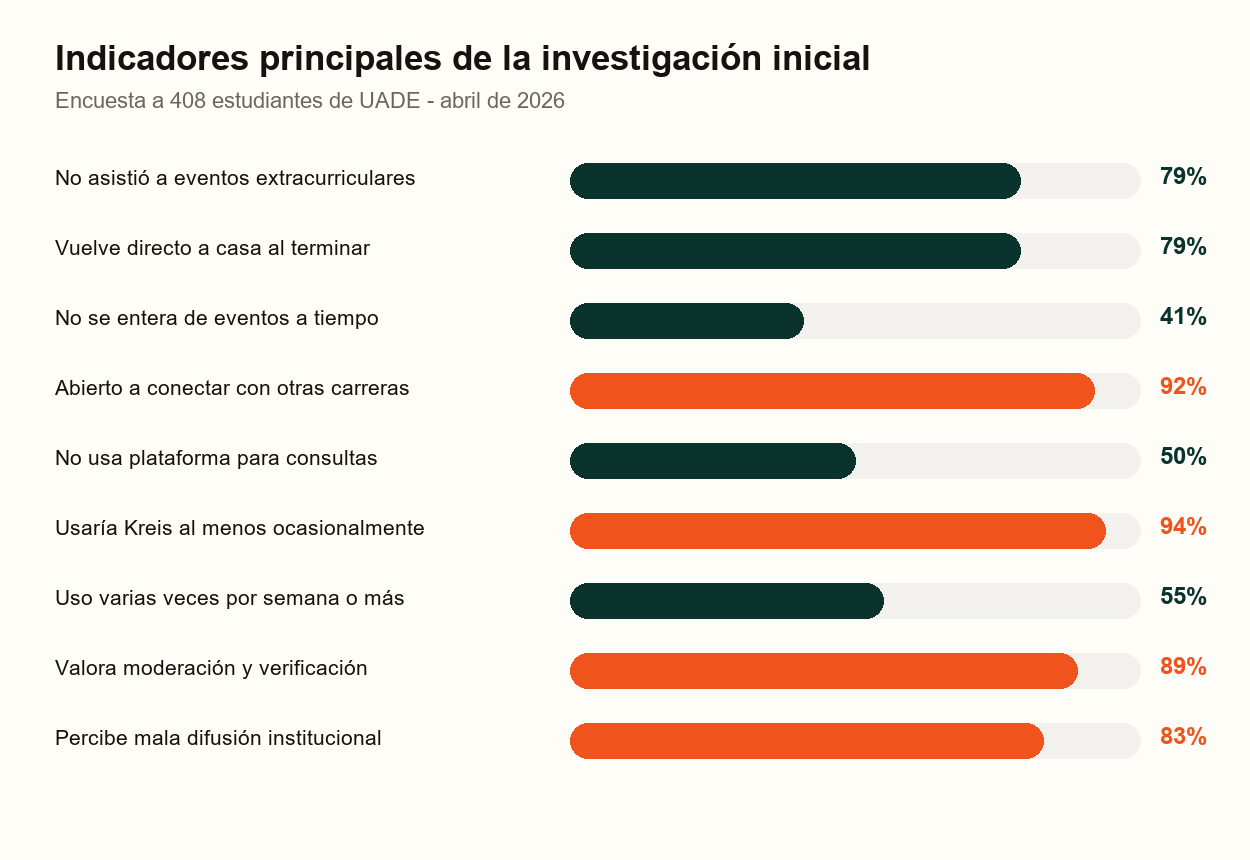 Indicadores principales de la investigación inicial
Encuesta a 408 estudiantes de UADE - abril de 2026
No asistió a eventos extracurriculares 79%
Vuelve directo a casa al terminar 79%
No se entera de eventos a tiempo 41%
Abierto a conectar con otras carreras 92%
No usa plataforma para consultas 50%
Usaría Kreis al menos ocasionalmente 94%
Uso varias veces por semana o más 55%
Valora moderación y verificación 89%
Percibe mala difusión institucional 83%